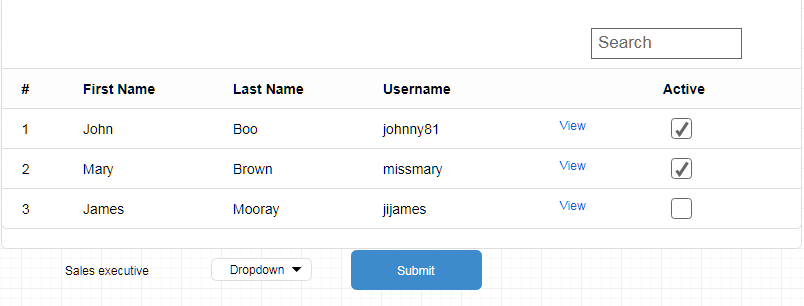 Search
# First Name Last Name Username Active
1 John Boo johnny81 View
2 Mary Brown missmary View
3 James Mooray jijames View
Sales executive Dropdown Submit